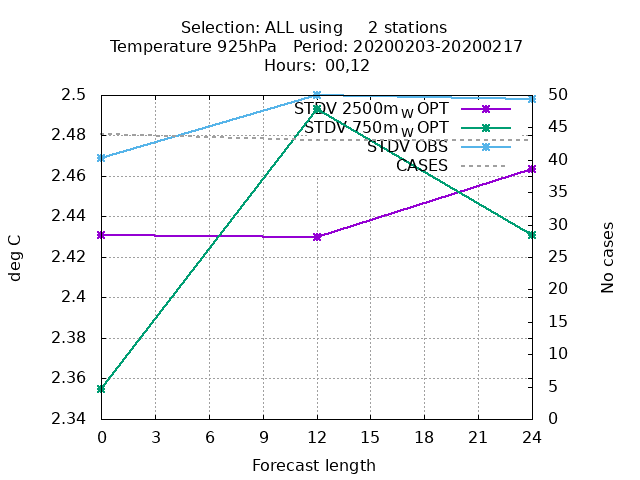 Selection: ALL using 2 stations
Temperature 925hPa Period: 20200203-20200217
Hours: 00,12
2.5
2.48
2.46
2.44
2.42
2.4
2.38
2.36
2.34
deg C
STDV 2500m W OPT
STDV 750m W OPT
STDV OBS
CASES
50
45
40
35
30
25
20
15
10
5
0
No cases
0 3 6 9 12 15 18 21 24
Forecast length